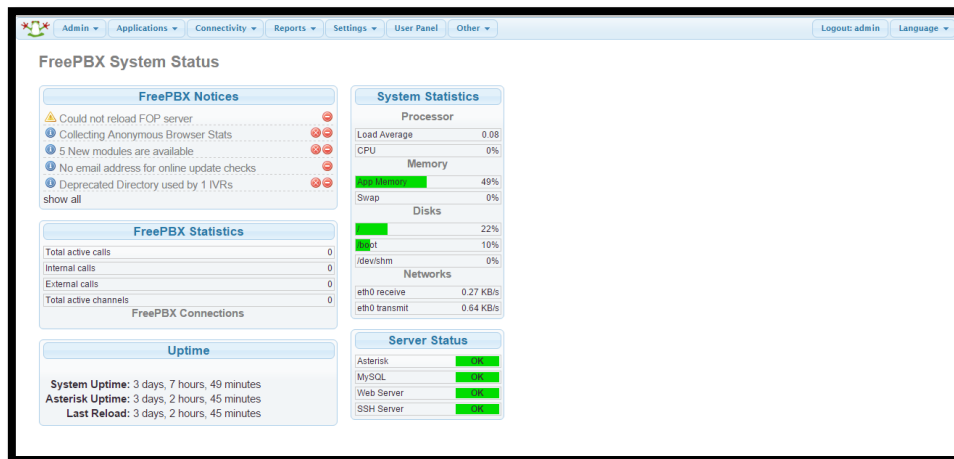 Admin Applications Connectivity Reports Settings User Panel Other Logout: admin Language
FreePBX System Status
FreePBX Notices
Could not reload FOP server
Collecting Anonymous Browser Stats
5 New modules are available
No email address for online update checks
Deprecated Directory used by 1 IVRs
show all
FreePBX Statistics
Total active calls 0
Internal calls 0
External calls 0
Total active channels 0
FreePBX Connections
Uptime
System Uptime: 3 days, 7 hours, 49 minutes
Asterisk Uptime: 3 days, 2 hours, 45 minutes
Last Reload: 3 days, 2 hours, 45 minutes
System Statistics
Processor
Load Average 0.08
CPU 0%
Memory
App Memory 49%
Swap 0%
Disks
/ 22%
/boot 10%
/dev/shm 0%
Networks
eth0 receive 0.27 KB/s
eth0 transmit 0.64 KB/s
Server Status
Asterisk OK
MySQL OK
Web Server OK
SSH Server OK